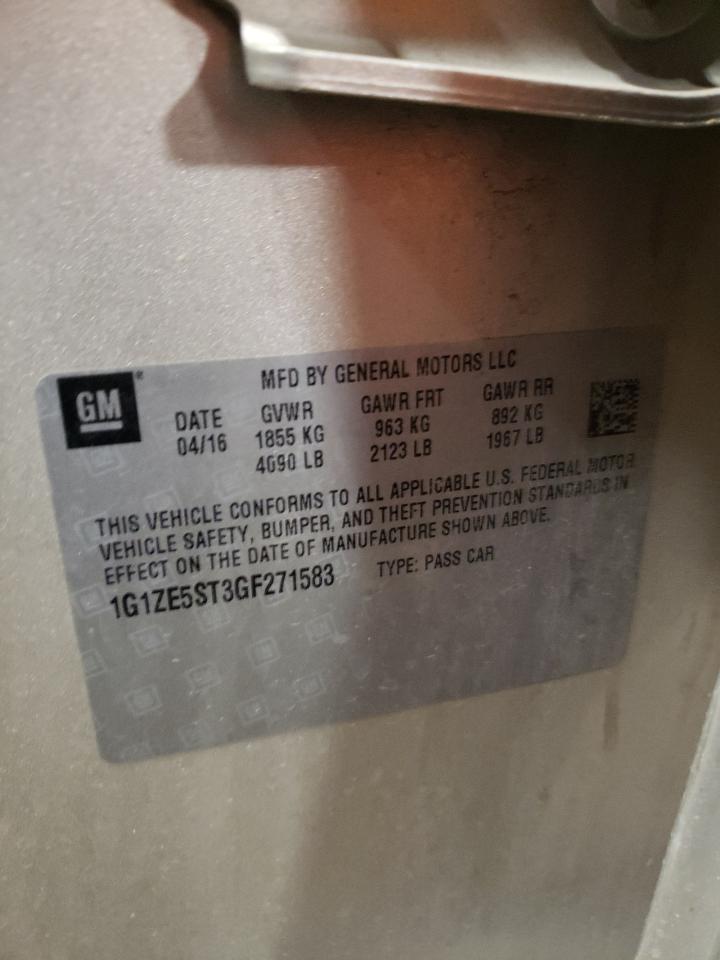 GM
MFD BY GENERAL MOTORS LLC
DATE GVWR GAWR FRT GAWR RR
04/16 1855 KG 963 KG 892 KG
4090 LB 2123 LB 1967 LB
THIS VEHICLE CONFORMS TO ALL APPLICABLE U.S. FEDERAL MOTOR
VEHICLE SAFETY, BUMPER, AND THEFT PREVENTION STANDARDS IN
EFFECT ON THE DATE OF MANUFACTURE SHOWN ABOVE.
1G1ZE5ST3GF271583 TYPE: PASS CAR